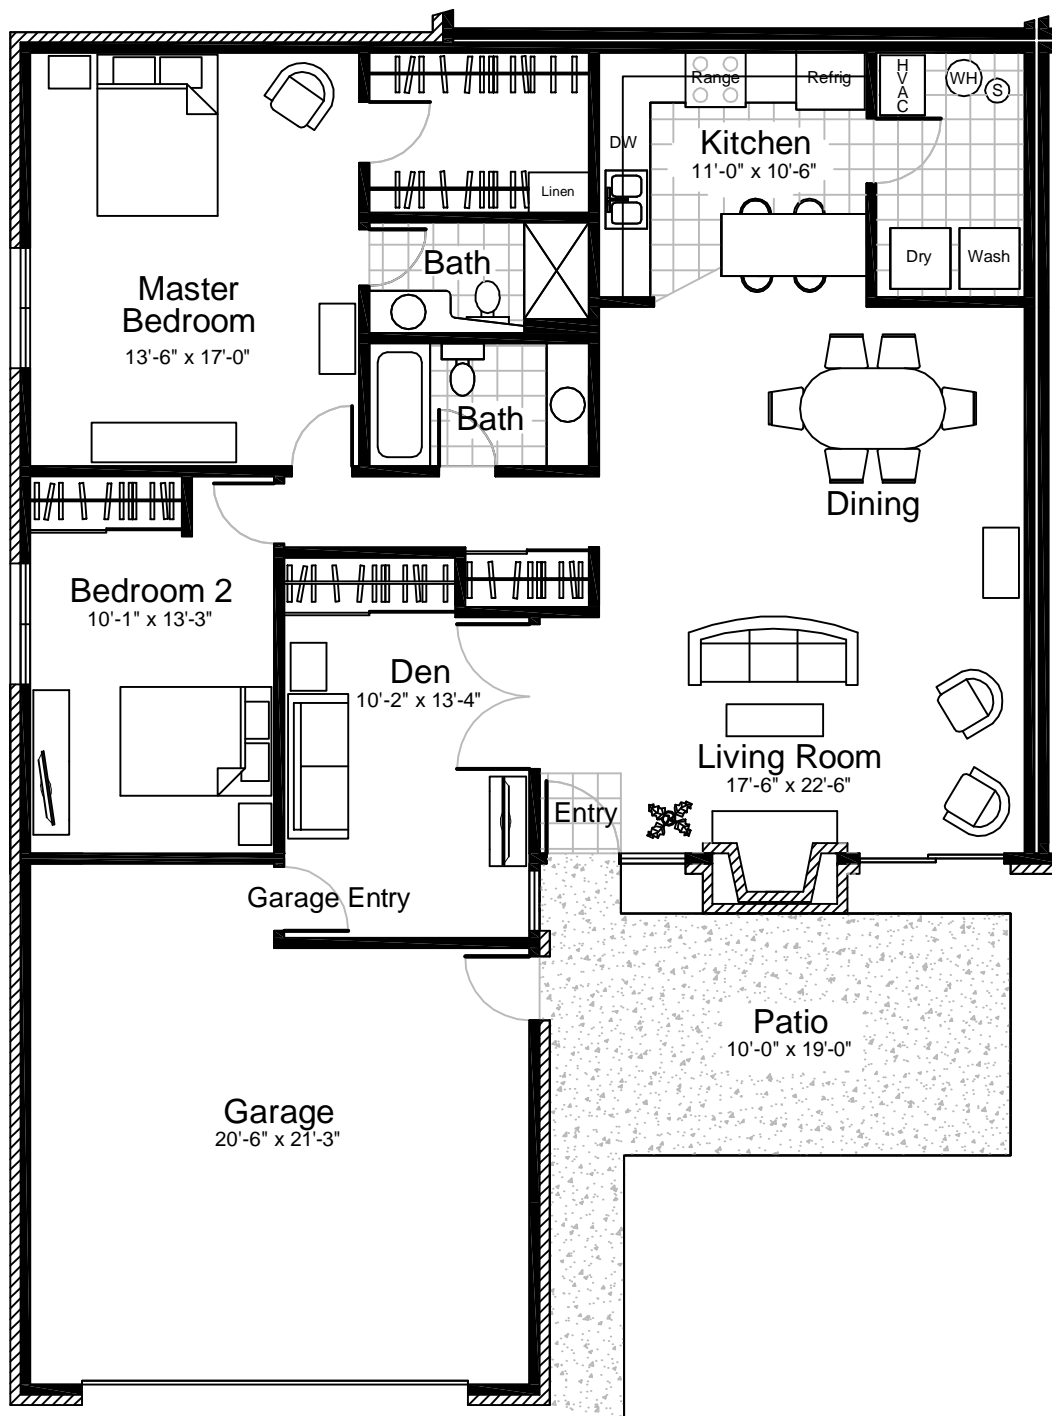 Range
Refrig
H
V
A
C
WH
S
DW
Kitchen
11'-0" x 10'-6"
Linen
Dry
Wash
Bath
Master
Bedroom
13'-6" x 17'-0"
Bath
Dining
Bedroom 2
10'-1" x 13'-3"
Den
10'-2" x 13'-4"
Living Room
17'-6" x 22'-6"
Entry
Garage Entry
Patio
10'-0" x 19'-0"
Garage
20'-6" x 21'-3"